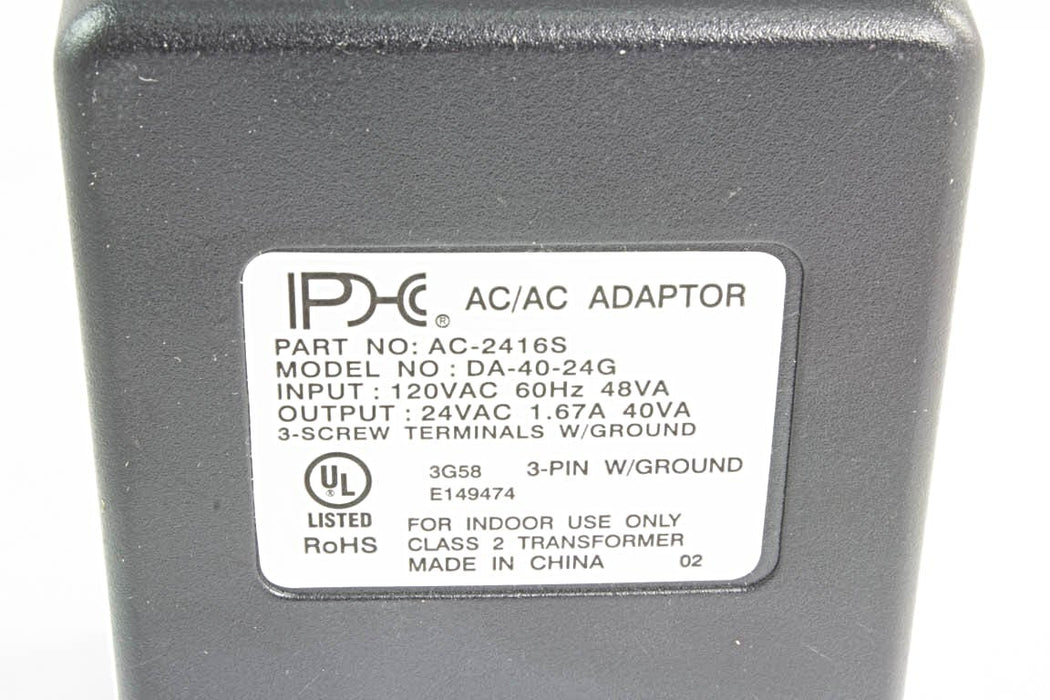 PHC® AC/AC ADAPTOR
PART NO: AC-2416S
MODEL NO : DA-40-24G
INPUT : 120VAC 60Hz 48VA
OUTPUT : 24VAC 1.67A 40VA
3-SCREW TERMINALS W/GROUND
UL ®
LISTED
RoHS
3G58 3-PIN W/GROUND
E149474
FOR INDOOR USE ONLY
CLASS 2 TRANSFORMER
MADE IN CHINA 02